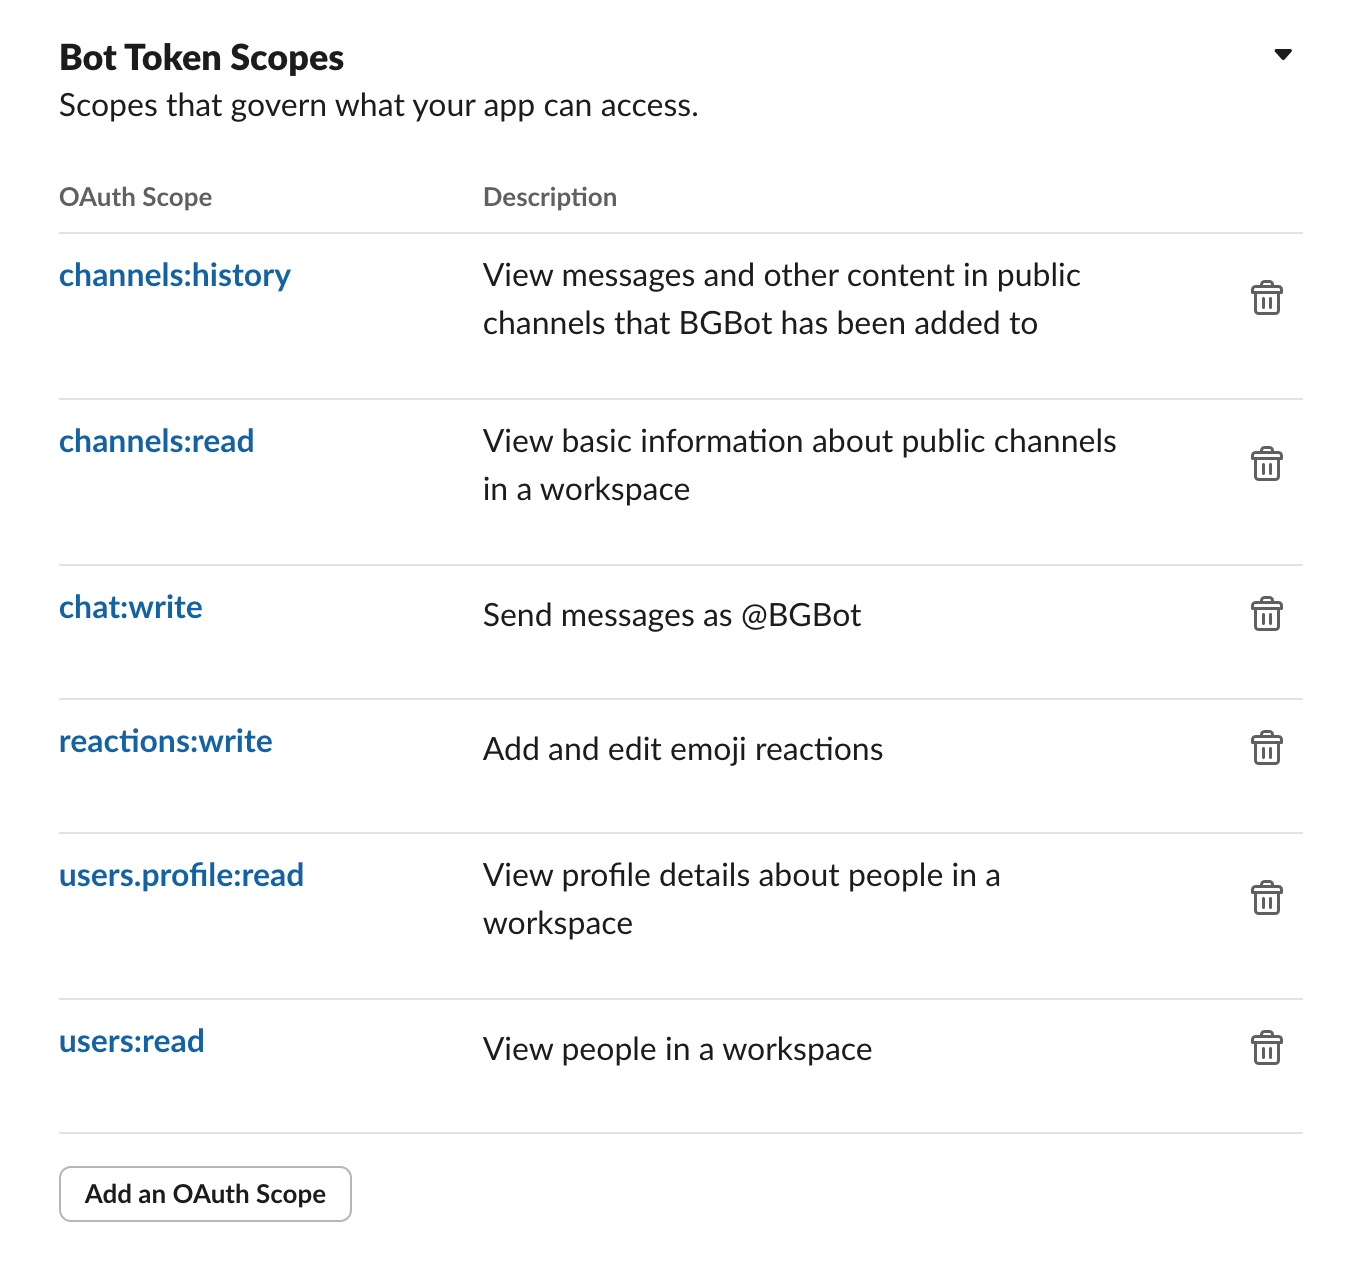 Bot Token Scopes
Scopes that govern what your app can access.
OAuth Scope Description
channels:history View messages and other content in public
channels that BGBot has been added to
channels:read View basic information about public channels
in a workspace
chat:write Send messages as @BGBot
reactions:write Add and edit emoji reactions
users.profile:read View profile details about people in a
workspace
users:read View people in a workspace
Add an OAuth Scope